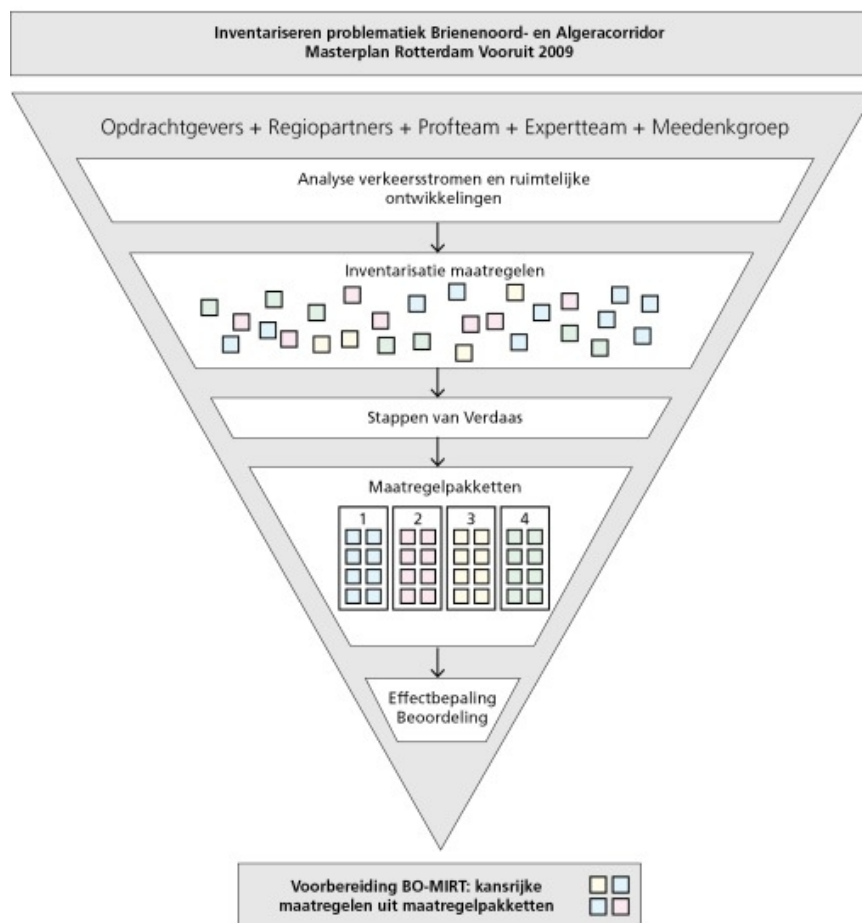 Inventariseren problematiek Brienenoord- en Algeracorridor
Masterplan Rotterdam Vooruit 2009
Opdrachtgevers + Regiopartners + Profteam + Expertteam + Meedenkgroep
Analyse verkeersstromen en ruimtelijke
ontwikkelingen
Inventarisatie maatregelen
Stappen van Verdaas
Maatregelpakketten
1 2 3 4
Effectbepaling
Beoordeling
Voorbereiding BO-MIRT: kansrijke
maatregelen uit maatregelpakketten